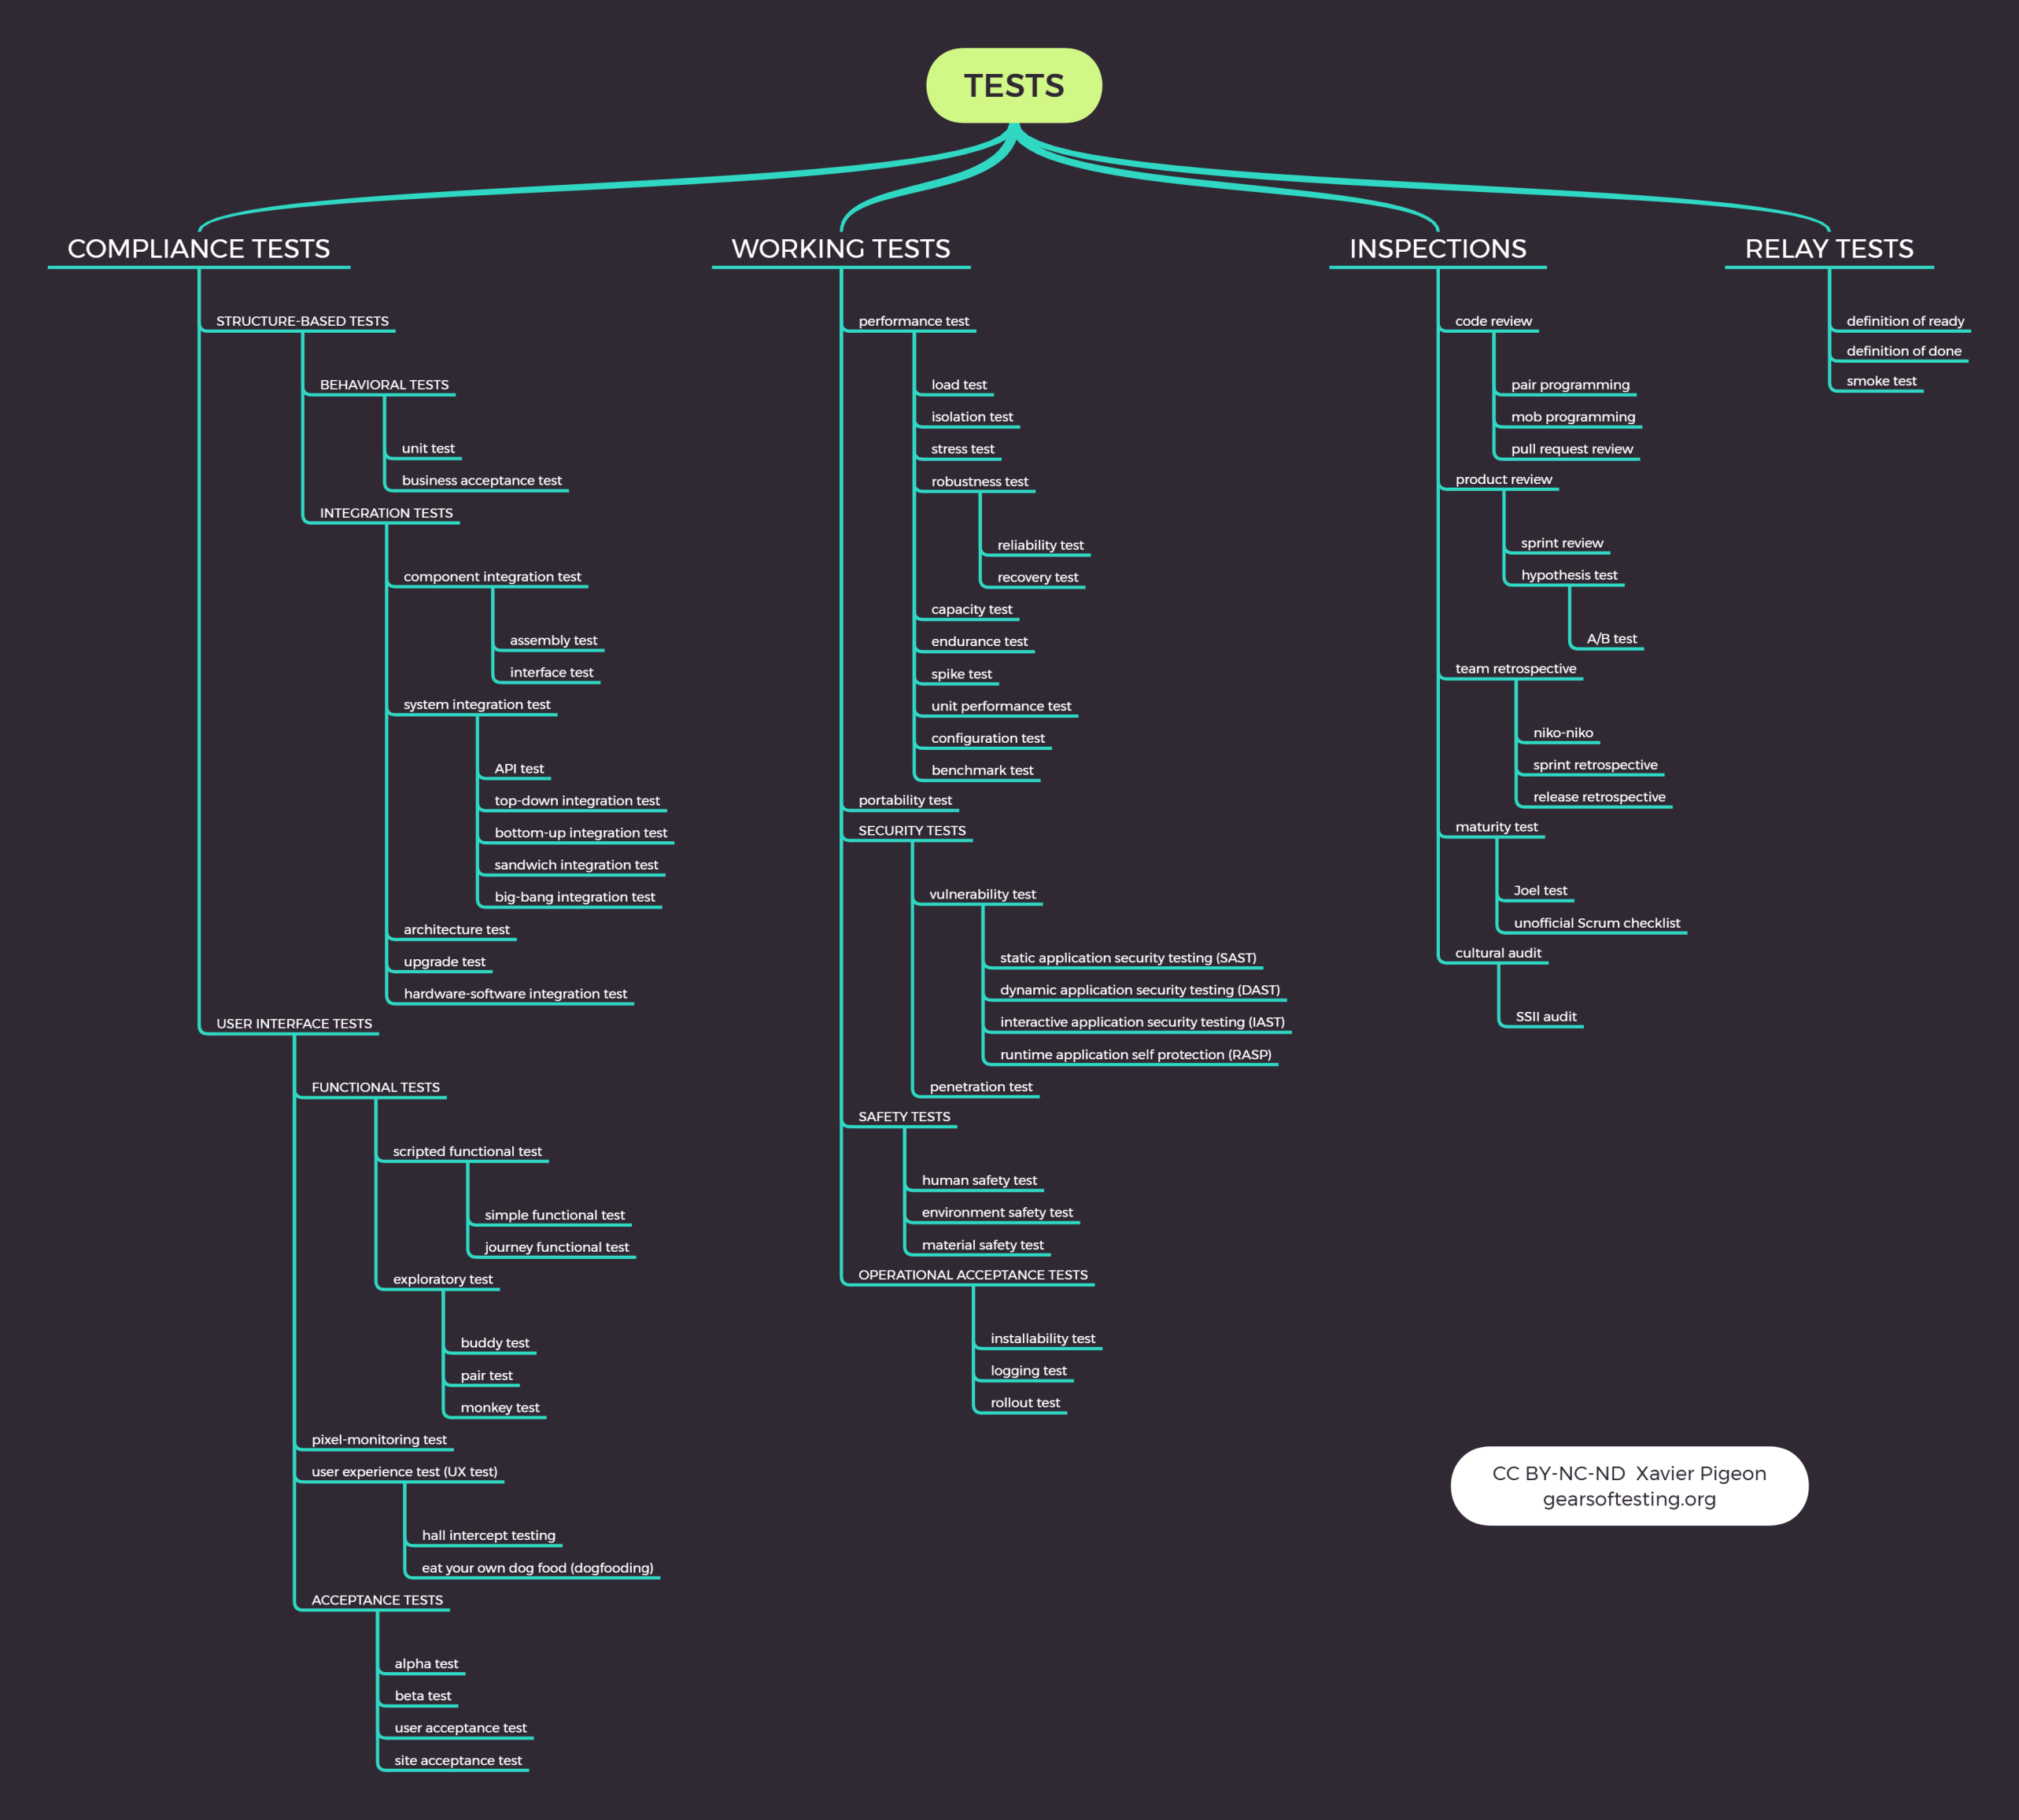 TESTS
COMPLIANCE TESTS
STRUCTURE-BASED TESTS
BEHAVIORAL TESTS
unit test
business acceptance test
INTEGRATION TESTS
component integration test
assembly test
interface test
system integration test
API test
top-down integration test
bottom-up integration test
sandwich integration test
big-bang integration test
architecture test
upgrade test
hardware-software integration test
USER INTERFACE TESTS
FUNCTIONAL TESTS
scripted functional test
simple functional test
journey functional test
exploratory test
buddy test
pair test
monkey test
pixel-monitoring test
user experience test (UX test)
hall intercept testing
eat your own dog food (dogfooding)
ACCEPTANCE TESTS
alpha test
beta test
user acceptance test
site acceptance test
WORKING TESTS
performance test
load test
isolation test
stress test
robustness test
reliability test
recovery test
capacity test
endurance test
spike test
unit performance test
configuration test
benchmark test
portability test
SECURITY TESTS
vulnerability test
static application security testing (SAST)
dynamic application security testing (DAST)
interactive application security testing (IAST)
runtime application self protection (RASP)
penetration test
SAFETY TESTS
human safety test
environment safety test
material safety test
OPERATIONAL ACCEPTANCE TESTS
installability test
logging test
rollout test
INSPECTIONS
code review
pair programming
mob programming
pull request review
product review
sprint review
hypothesis test
A/B test
team retrospective
niko-niko
sprint retrospective
release retrospective
maturity test
Joel test
unofficial Scrum checklist
cultural audit
SSII audit
RELAY TESTS
definition of ready
definition of done
smoke test
CC BY-NC-ND Xavier Pigeon
gearsoftesting.org